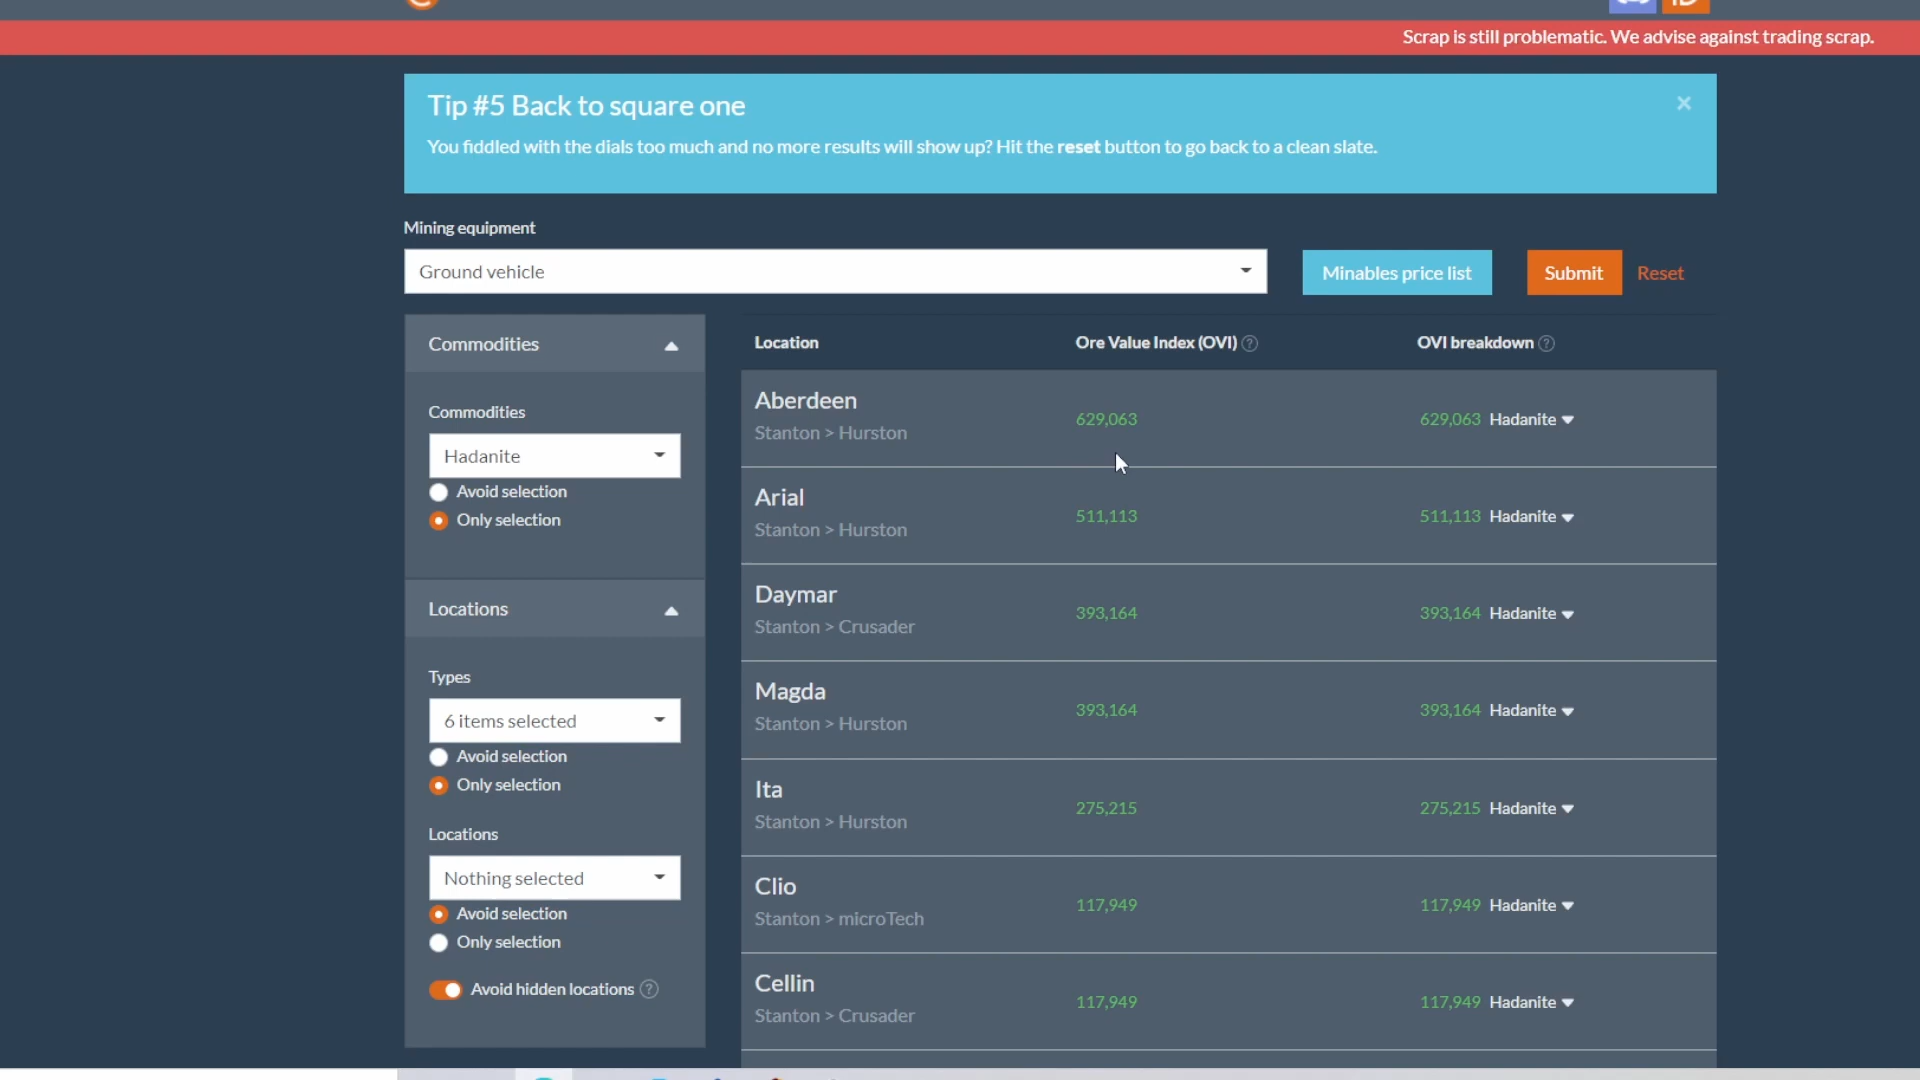 Scrap is still problematic. We advise against trading scrap.
Tip #5 Back to square one
×
You fiddled with the dials too much and no more results will show up? Hit the reset button to go back to a clean slate.
Mining equipment
Ground vehicle
Minables price list
Submit
Reset
Commodities
Commodities
Hadanite
Avoid selection
Only selection
Locations
Types
6 items selected
Avoid selection
Only selection
Locations
Nothing selected
Avoid selection
Only selection
Avoid hidden locations ?
Location Ore Value Index (OVI) ? OVI breakdown ?
Aberdeen
Stanton > Hurston
629,063
629,063 Hadanite
Arial
Stanton > Hurston
511,113
511,113 Hadanite
Daymar
Stanton > Crusader
393,164
393,164 Hadanite
Magda
Stanton > Hurston
393,164
393,164 Hadanite
Ita
Stanton > Hurston
275,215
275,215 Hadanite
Clio
Stanton > microTech
117,949
117,949 Hadanite
Cellin
Stanton > Crusader
117,949
117,949 Hadanite